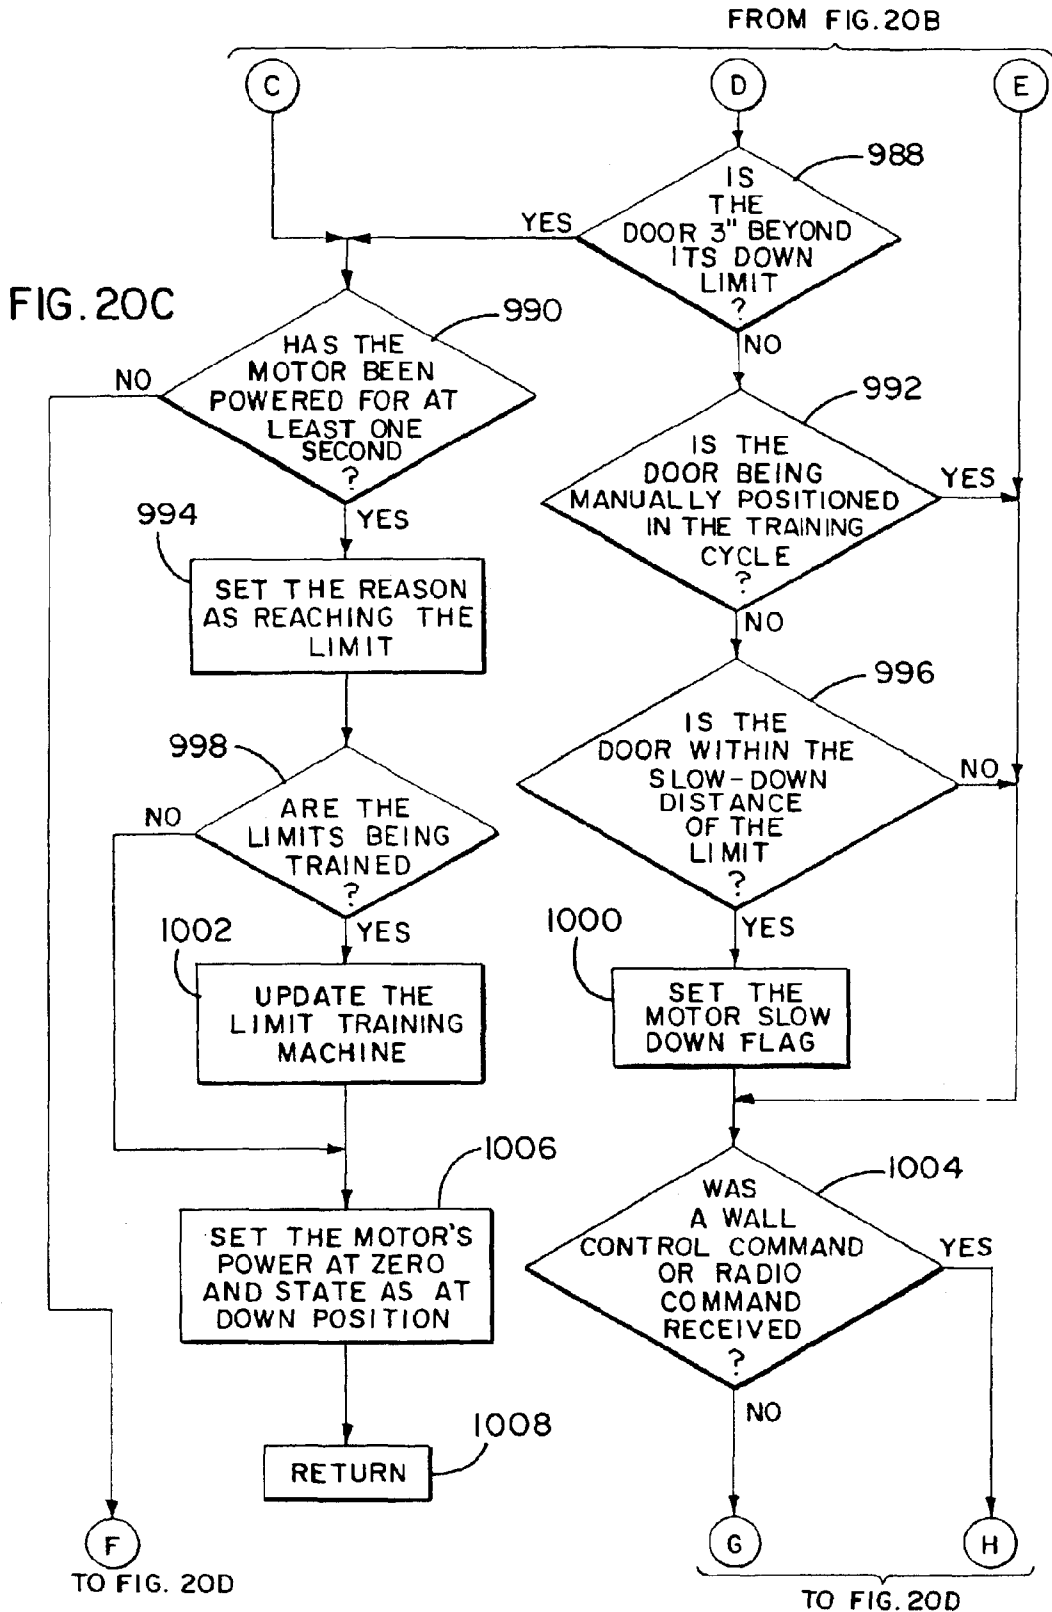 FROM FIG. 20B
C
D
E
988
IS
THE
DOOR 3" BEYOND
ITS DOWN
LIMIT
?
YES
NO
FIG. 20C
990
HAS THE
MOTOR BEEN
POWERED FOR AT
LEAST ONE
SECOND
?
NO
YES
992
IS THE
DOOR BEING
MANUALLY POSITIONED
IN THE TRAINING
CYCLE
?
YES
NO
994
SET THE REASON
AS REACHING THE
LIMIT
996
IS THE
DOOR WITHIN THE
SLOW-DOWN
DISTANCE
OF THE
LIMIT
?
NO
YES
998
ARE THE
LIMITS BEING
TRAINED
?
NO
YES
1000
SET THE
MOTOR SLOW
DOWN FLAG
1002
UPDATE THE
LIMIT TRAINING
MACHINE
1004
WAS
A WALL
CONTROL COMMAND
OR RADIO
COMMAND
RECEIVED
?
YES
NO
1006
SET THE MOTOR'S
POWER AT ZERO
AND STATE AS AT
DOWN POSITION
1008
RETURN
F
TO FIG. 20D
G
H
TO FIG. 20D